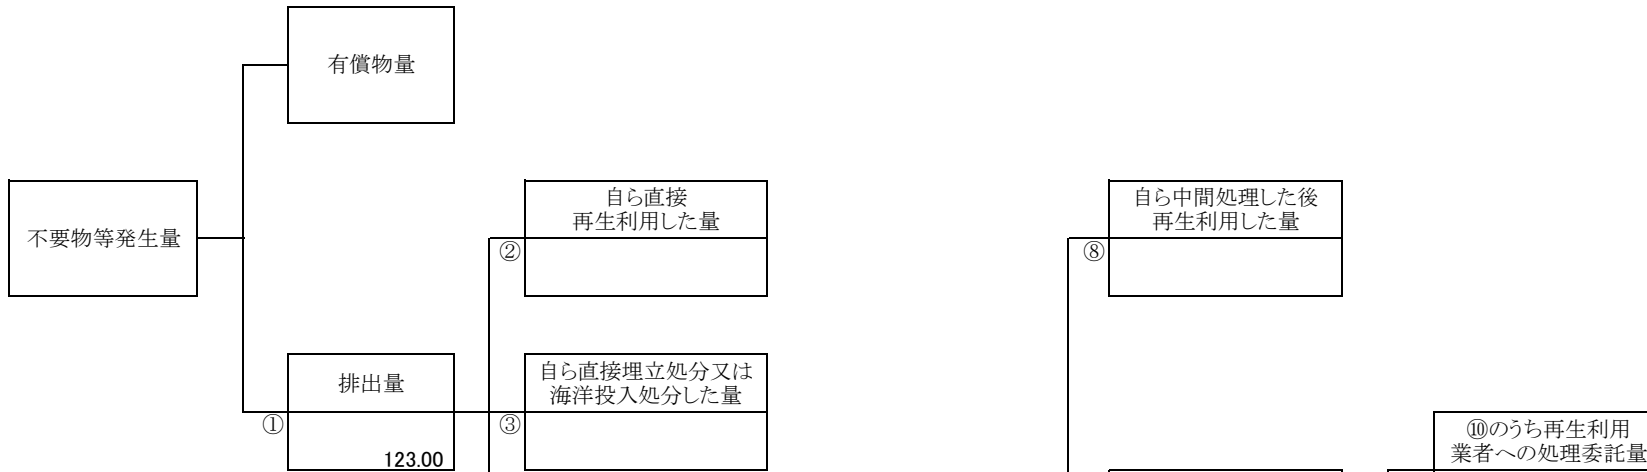 有償物量
不要物等発生量
自ら直接
再生利用した量
②
自ら中間処理した後
再生利用した量
⑧
排出量
①
123.00
自ら直接埋立処分又は
海洋投入処分した量
③
⑩のうち再生利用
業者への処理委託量